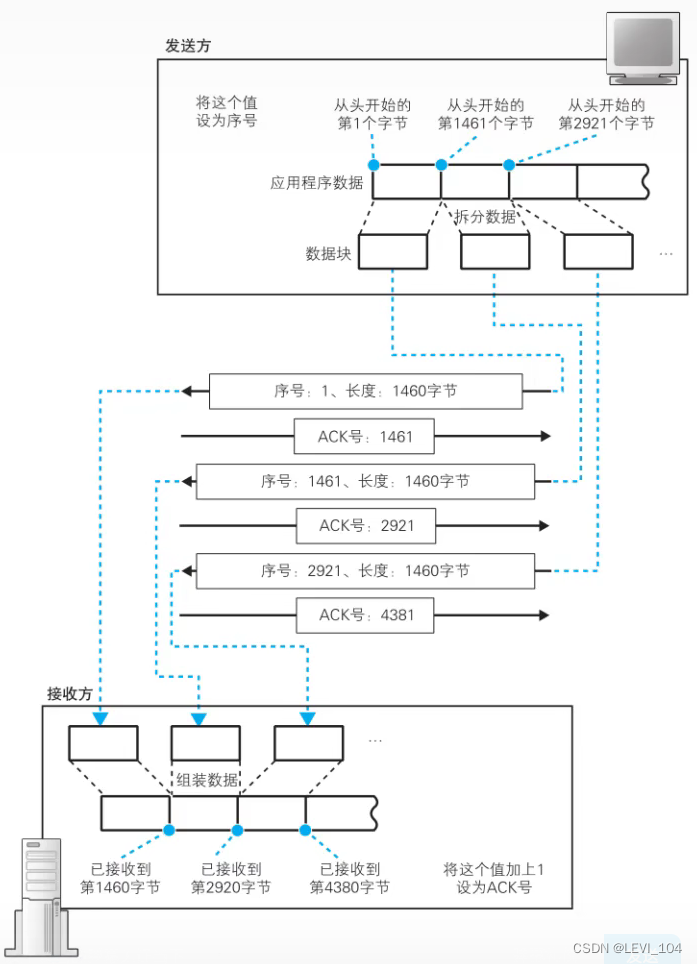 发送方
将这个值
设为序号
从头开始的
第1个字节
从头开始的
第1461个字节
从头开始的
第2921个字节
应用程序数据
拆分数据
数据块
…
序号：1、长度：1460字节
ACK号：1461
序号：1461、长度：1460字节
ACK号：2921
序号：2921、长度：1460字节
ACK号：4381
接收方
…
组装数据
已接收到
第1460字节
已接收到
第2920字节
已接收到
第4380字节
将这个值加上1
设为ACK号
CSDN @LEVI_104